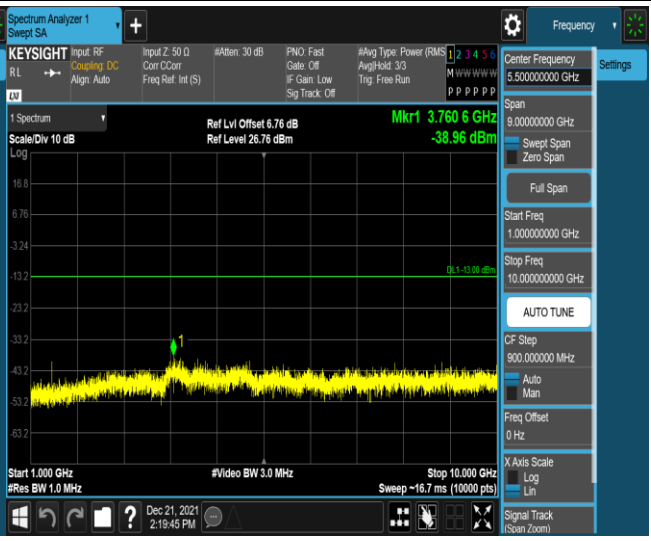 Spectrum Analyzer 1
Swept SA
Frequency
KEYSIGHT
RL
Input: RF
Coupling: DC
Align: Auto
Input Z: 50 Ω
Corr CCorr
Freq Ref: Int (S)
#Atten: 30 dB
PNO: Fast
Gate: Off
IF Gain: Low
Sig Track: Off
#Avg Type: Power (RMS
Avg|Hold: 3/3
Trig: Free Run
1 2 3 4 5 6
M W W W W W
P P P P P P
LXI
1 Spectrum
Scale/Div 10 dB
Log
Ref Lvl Offset 6.76 dB
Ref Level 26.76 dBm
Mkr1 3.760 6 GHz
-38.96 dBm
16.8
6.76
-3.24
-13.2
-23.2
-33.2
-43.2
-53.2
-63.2
DL1 -13.00 dBm
1
Start 1.000 GHz
#Res BW 1.0 MHz
#Video BW 3.0 MHz
Stop 10.000 GHz
Sweep ~16.7 ms (10000 pts)
Dec 21, 2021
2:19:45 PM
Center Frequency
5.500000000 GHz
Settings
Span
9.00000000 GHz
Swept Span
Zero Span
Full Span
Start Freq
1.000000000 GHz
Stop Freq
10.000000000 GHz
AUTO TUNE
CF Step
900.000000 MHz
Auto
Man
Freq Offset
0 Hz
X Axis Scale
Log
Lin
Signal Track
(Span Zoom)